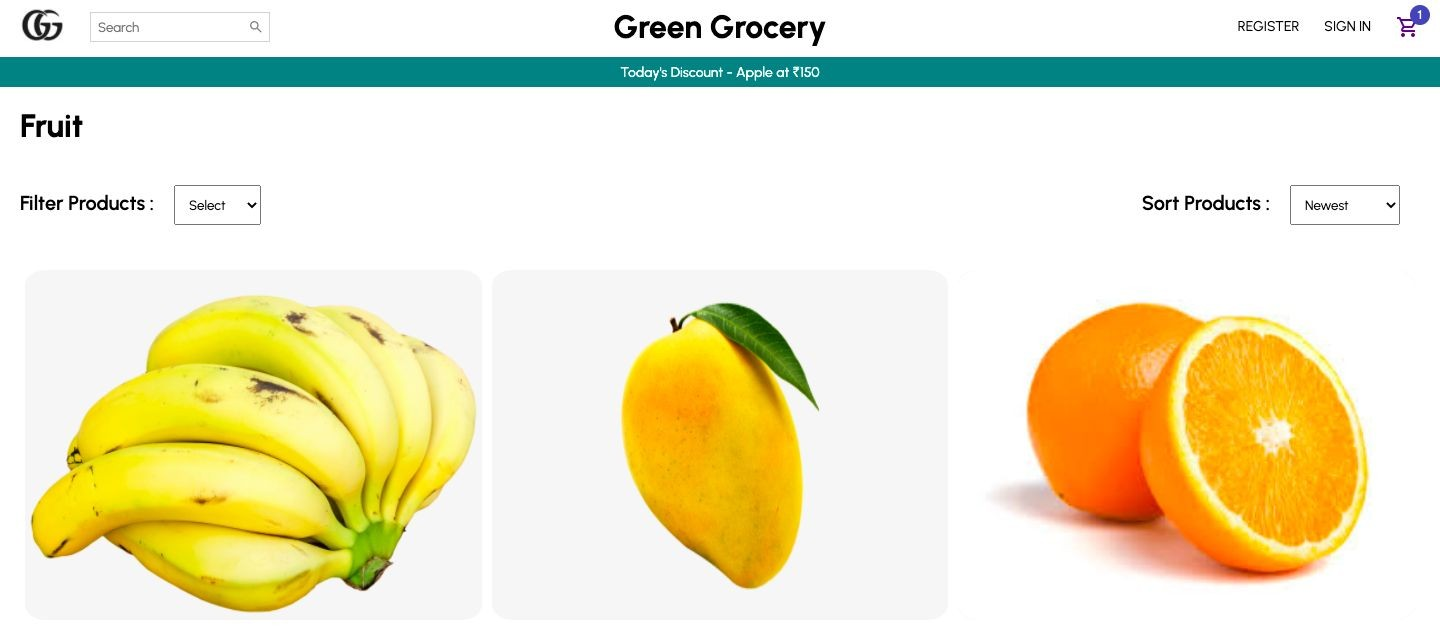 GG
Search
Green Grocery
REGISTER
SIGN IN
1
Today's Discount - Apple at ₹150
Fruit
Filter Products :
Select
Sort Products :
Newest